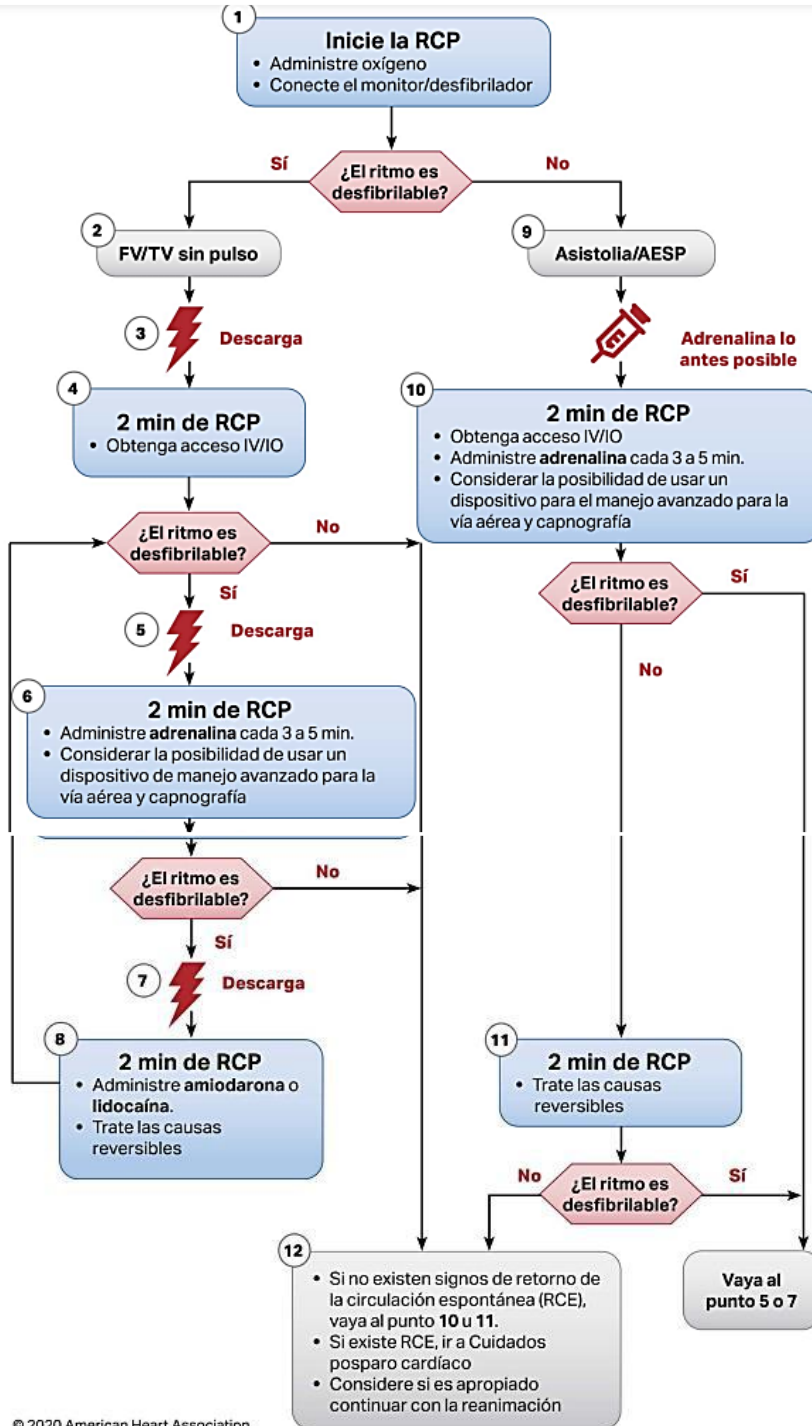 1
Inicie la RCP
• Administre oxígeno
• Conecte el monitor/desfibrilador
Sí
¿El ritmo es
desfibrilable?
No
2
FV/TV sin pulso
9
Asistolia/AESP
3
Descarga
Adrenalina lo
antes posible
4
2 min de RCP
• Obtenga acceso IV/IO
10
2 min de RCP
• Obtenga acceso IV/IO
• Administre adrenalina cada 3 a 5 min.
• Considerar la posibilidad de usar un
dispositivo para el manejo avanzado para la
vía aérea y capnografía
¿El ritmo es
desfibrilable?
No
Sí
¿El ritmo es
desfibrilable?
Sí
No
5
Descarga
6
2 min de RCP
• Administre adrenalina cada 3 a 5 min.
• Considerar la posibilidad de usar un
dispositivo de manejo avanzado para la
vía aérea y capnografía
¿El ritmo es
desfibrilable?
No
Sí
7
Descarga
8
2 min de RCP
• Administre amiodarona o
lidocaína.
• Trate las causas
reversibles
11
2 min de RCP
• Trate las causas
reversibles
No
¿El ritmo es
desfibrilable?
Sí
12
• Si no existen signos de retorno de
la circulación espontánea (RCE),
vaya al punto 10 u 11.
• Si existe RCE, ir a Cuidados
posparo cardíaco
• Considere si es apropiado
continuar con la reanimación
Vaya al
punto 5 o 7
© 2020 American Heart Association